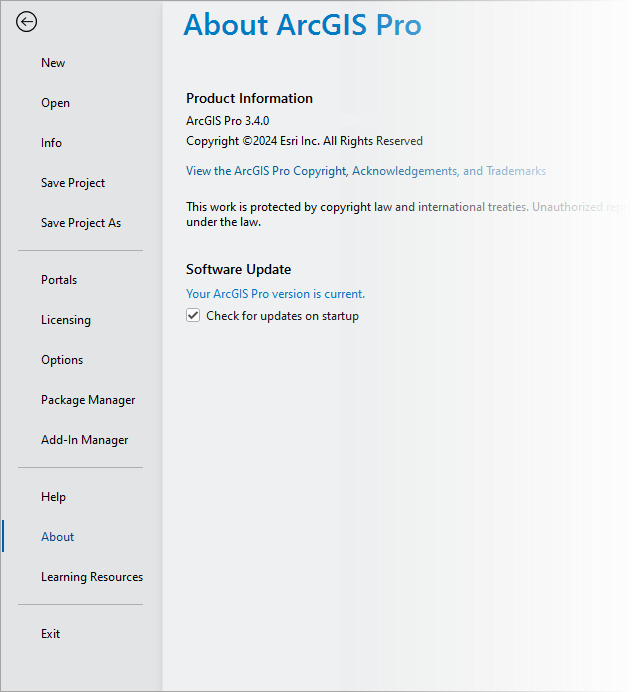 About ArcGIS Pro
New
Open
Info
Save Project
Save Project As
Portals
Licensing
Options
Package Manager
Add-In Manager
Help
About
Learning Resources
Exit
Product Information
ArcGIS Pro 3.4.0
Copyright ©2024 Esri Inc. All Rights Reserved
View the ArcGIS Pro Copyright, Acknowledgements, and Trademarks
This work is protected by copyright law and international treaties. Unauthorized
under the law.
Software Update
Your ArcGIS Pro version is current.
Check for updates on startup